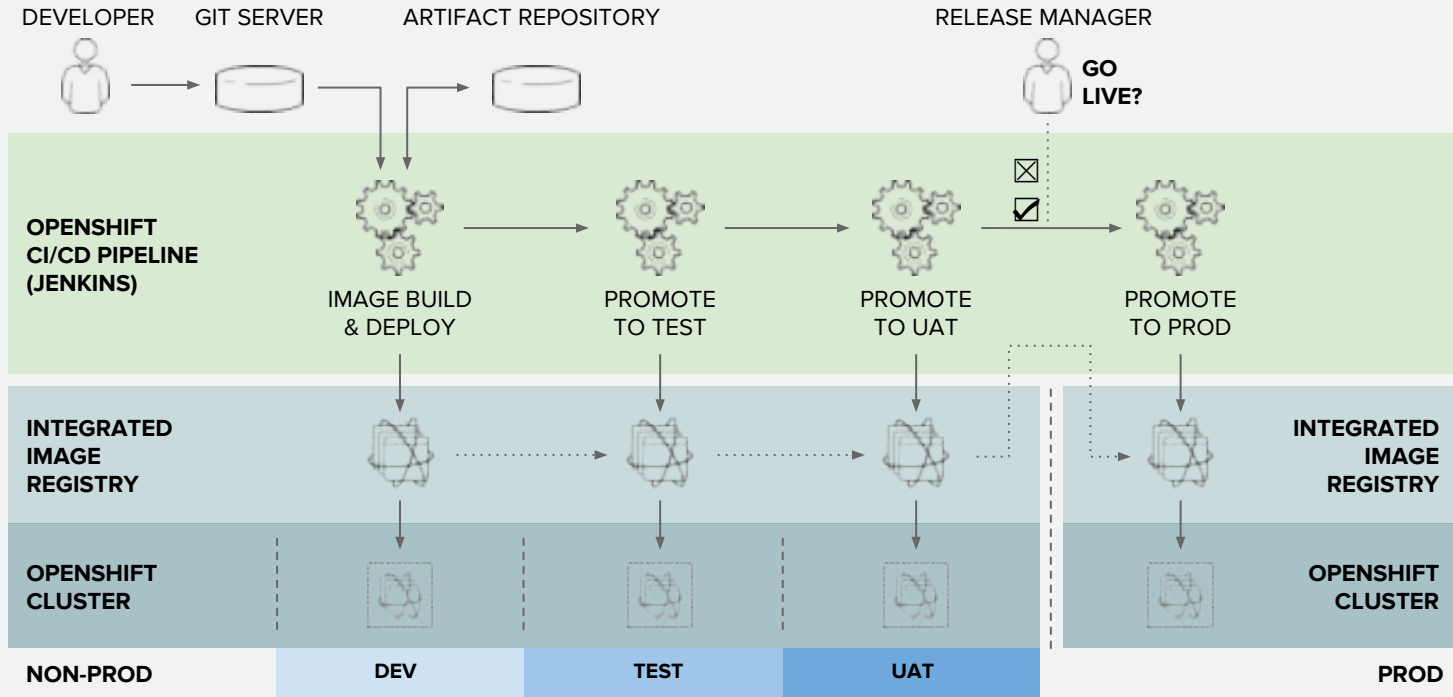 DEVELOPER
GIT SERVER
ARTIFACT REPOSITORY
RELEASE MANAGER
GO
LIVE?
OPENSHIFT
CI/CD PIPELINE
(JENKINS)
IMAGE BUILD
& DEPLOY
PROMOTE
TO TEST
PROMOTE
TO UAT
PROMOTE
TO PROD
INTEGRATED
IMAGE
REGISTRY
INTEGRATED
IMAGE
REGISTRY
OPENSHIFT
CLUSTER
OPENSHIFT
CLUSTER
NON-PROD
DEV
TEST
UAT
PROD